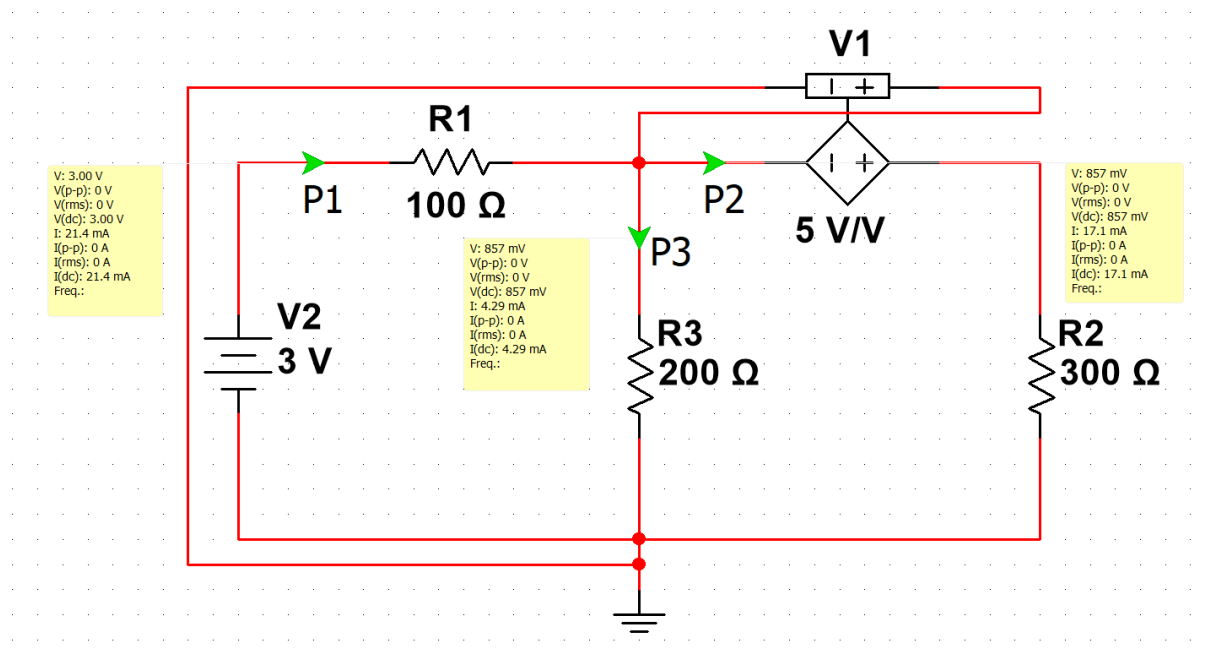 V1
R1
V: 3.00 V
V(p-p): 0 V
V(rms): 0 V
V(dc): 3.00 V
I: 21.4 mA
I(p-p): 0 A
I(rms): 0 A
I(dc): 21.4 mA
Freq.:
P1
100 Ω
P2
5 V/V
V: 857 mV
V(p-p): 0 V
V(rms): 0 V
V(dc): 857 mV
I: 17.1 mA
I(p-p): 0 A
I(rms): 0 A
I(dc): 17.1 mA
Freq.:
P3
V: 857 mV
V(p-p): 0 V
V(rms): 0 V
V(dc): 857 mV
I: 4.29 mA
I(p-p): 0 A
I(rms): 0 A
I(dc): 4.29 mA
Freq.:
V2
3 V
R3
200 Ω
R2
300 Ω